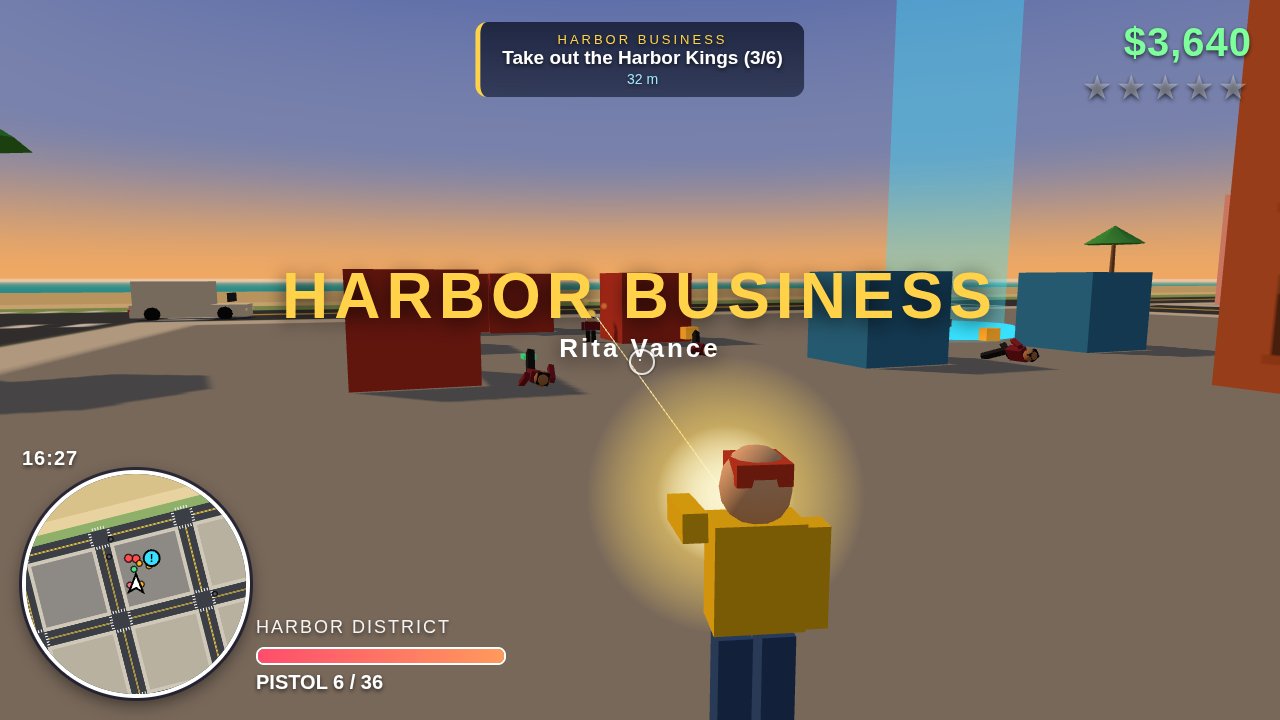 HARBOR BUSINESS
Take out the Harbor Kings (3/6)
32 m
$3,640
HARBOR BUSINESS
Rita Vance
16:27
!
HARBOR DISTRICT
PISTOL 6 / 36